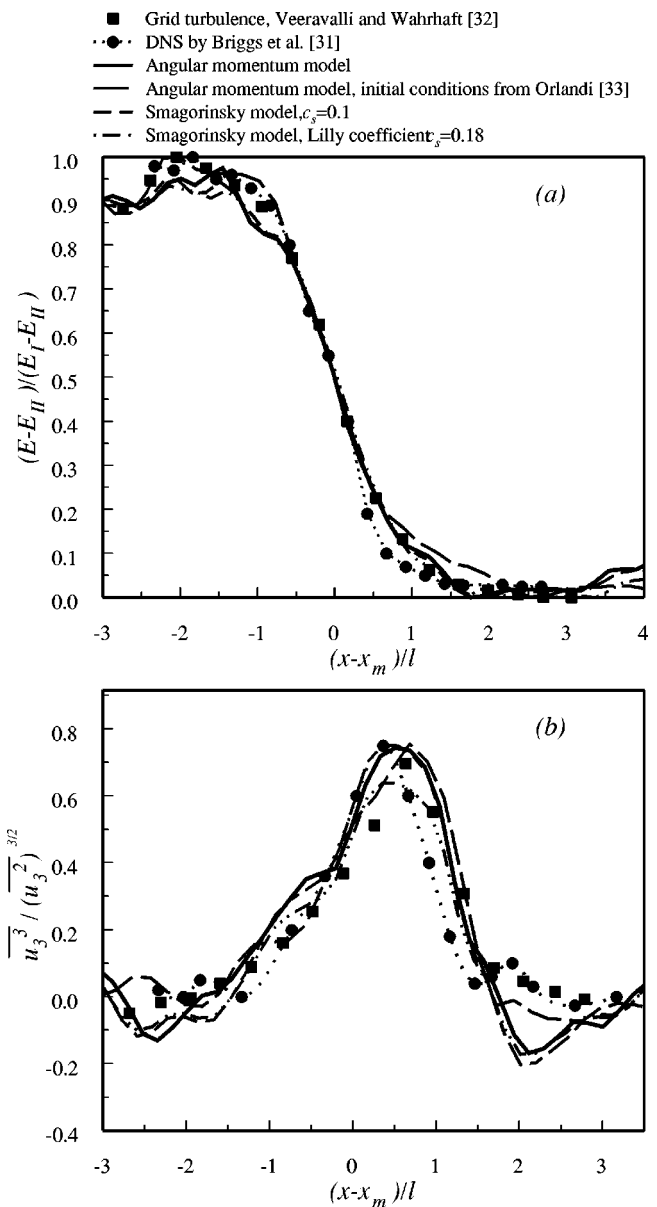 Grid turbulence, Veeravalli and Wahrhaft [32]
DNS by Briggs et al. [31]
Angular momentum model
Angular momentum model, initial conditions from Orlandi [33]
Smagorinsky model,c_s=0.1
Smagorinsky model, Lilly coefficient c_s=0.18
(a)
(E-E_II)/(E_I-E_II)
1.0
0.9
0.8
0.7
0.6
0.5
0.4
0.3
0.2
0.1
0.0
-3 -2 -1 0 1 2 3 4
(x-x_m)/l
(b)
u_3^3 / (u_3^2)^3/2
0.8
0.6
0.4
0.2
0.0
-0.2
-0.4
-3 -2 -1 0 1 2 3
(x-x_m)/l